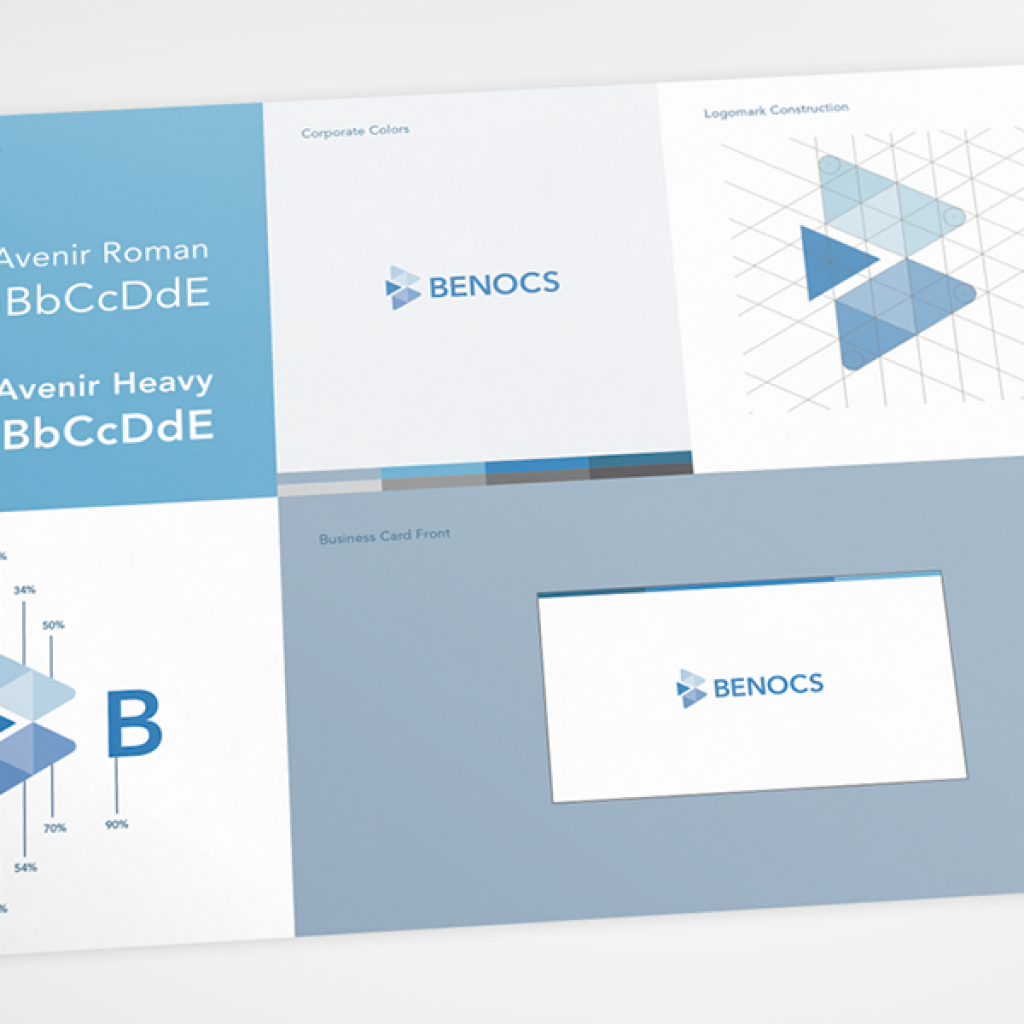 Avenir Roman
BbCcDdE
Avenir Heavy
BbCcDdE
Corporate Colors
BENOCS
Logomark Construction
34%
50%
B
70%
90%
54%
Business Card Front
BENOCS